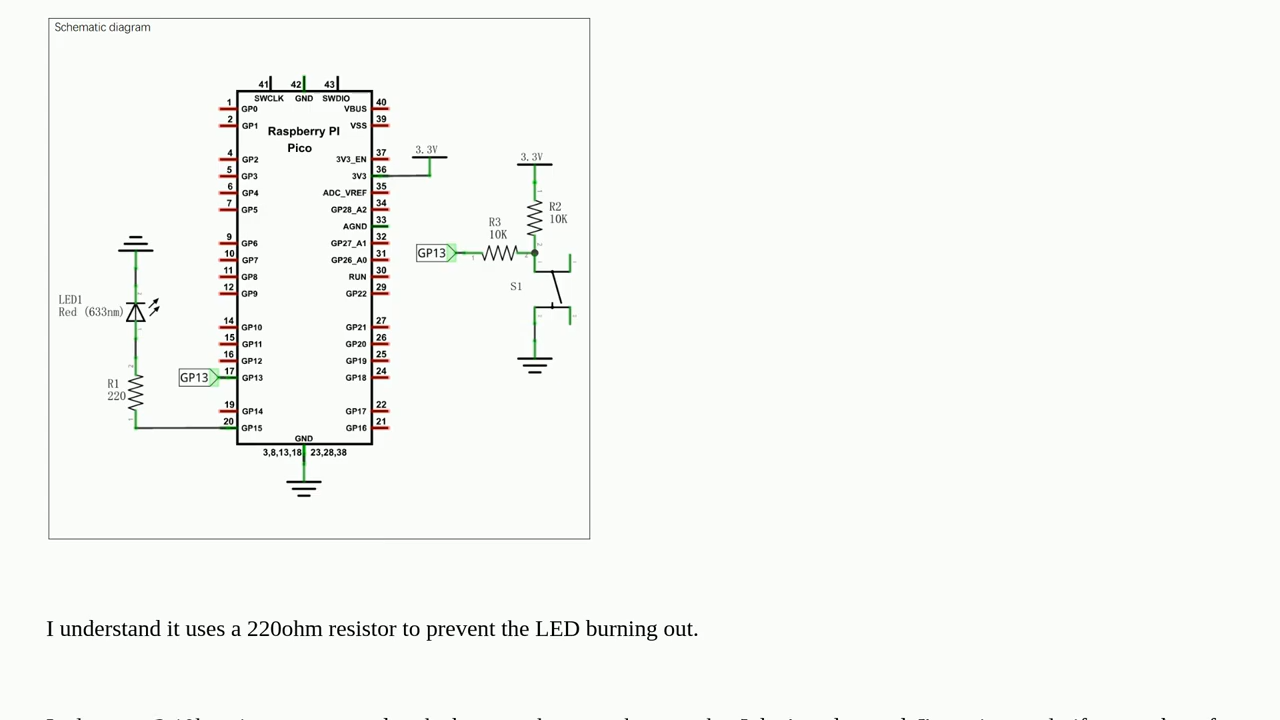 Schematic diagram
41 42 43
SWCLK GND SWDIO
1 GP0 VBUS 40
2 GP1 VSS 39
Raspberry PI
Pico
4 GP2 3V3_EN 37
5 GP3 3V3 36
6 GP4 ADC_VREF 35
7 GP5 GP28_A2 34
AGND 33
9 GP6 GP27_A1 32
10 GP7 GP26_A0 31
11 GP8 RUN 30
12 GP9 GP22 29
14 GP10 GP21 27
15 GP11 GP20 26
16 GP12 GP19 25
17 GP13 GP18 24
19 GP14 GP17 22
20 GP15 GP16 21
GND
3,8,13,18 23,28,38
LED1
Red (633nm)
R1
220
GP13
3.3V
3.3V
R2
10K
R3
10K
GP13
S1
I understand it uses a 220ohm resistor to prevent the LED burning out.